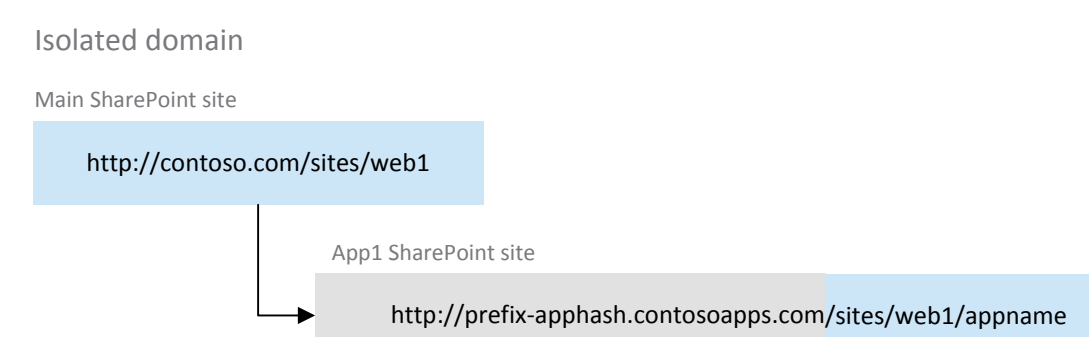 Isolated domain
Main SharePoint site
http://contoso.com/sites/web1
App1 SharePoint site
http://prefix-apphash.contosoapps.com/sites/web1/appname